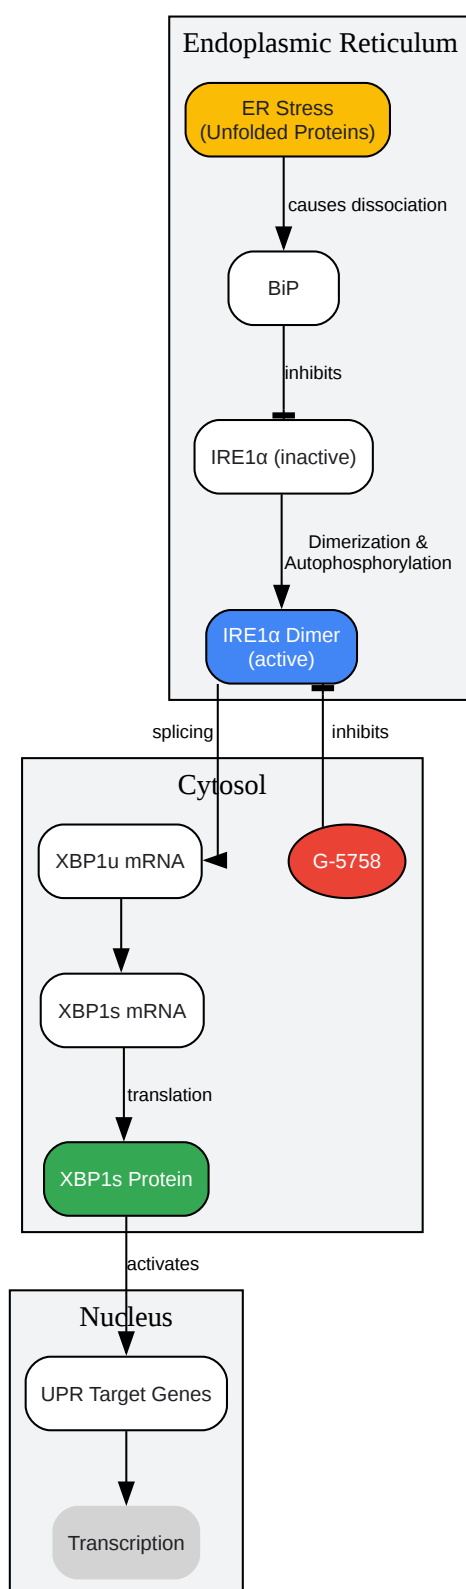 Endoplasmic Reticulum
ER Stress
(Unfolded Proteins)
causes dissociation
BiP
inhibits
IRE1α (inactive)
Dimerization &
Autophosphorylation
IRE1α Dimer
(active)
splicing
inhibits
Cytosol
XBP1u mRNA
G-5758
XBP1s mRNA
translation
XBP1s Protein
activates
Nucleus
UPR Target Genes
Transcription